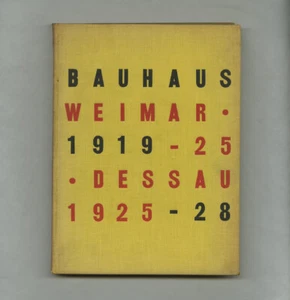 BAUHAUS
WEIMAR •
1919 - 25
• DESSAU
1925 - 28